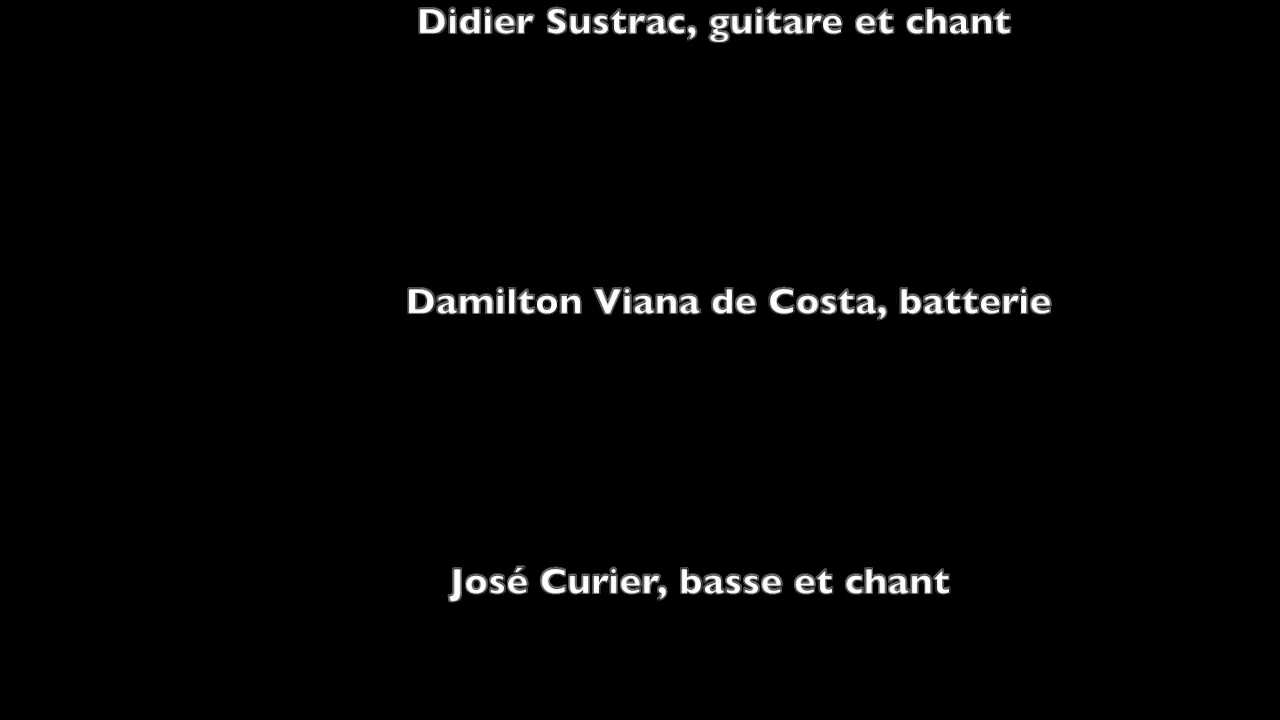 Didier Sustrac, guitare et chant
Damilton Viana de Costa, batterie
José Curier, basse et chant